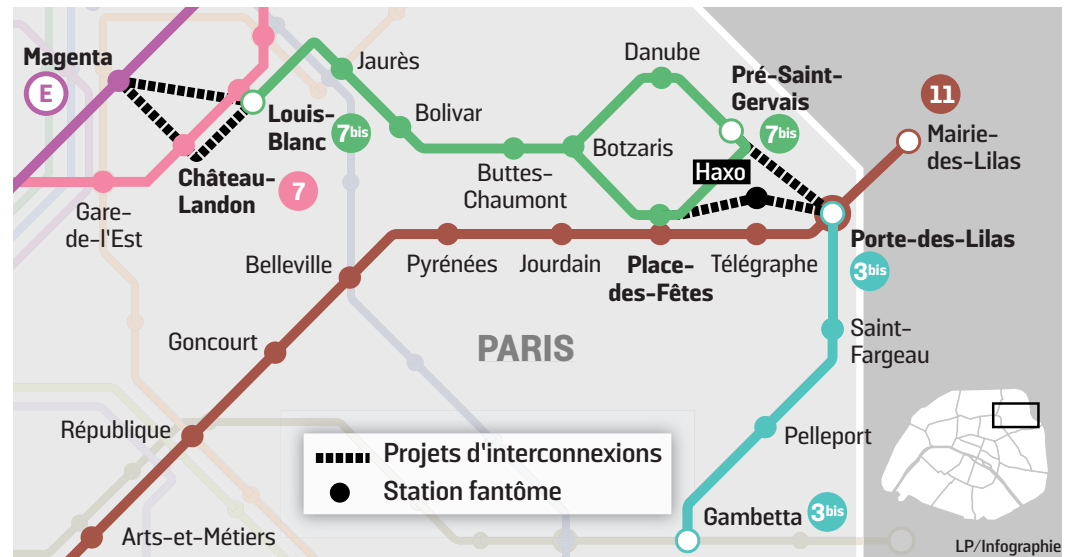 Magenta
E
Jaurès
Louis-
Blanc
7bis
Bolivar
Château-
Landon
7
Gare-
de-l'Est
Danube
Pré-Saint-
Gervais
7bis
Botzaris
Buttes-
Chaumont
Haxo
11
Mairie-
des-Lilas
Porte-des-Lilas
3bis
Belleville
Pyrénées
Jourdain
Place-
des-Fêtes
Télégraphe
Saint-
Fargeau
Goncourt
PARIS
République
Pelleport
Projets d'interconnexions
Station fantôme
Gambetta
3bis
Arts-et-Métiers
LP/Infographie